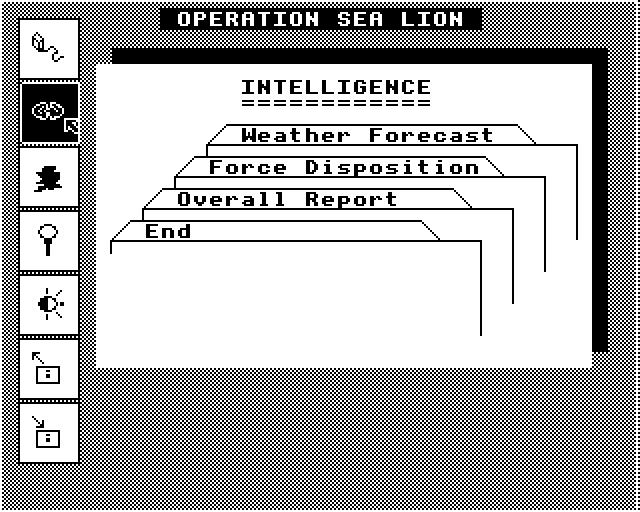 OPERATION SEA LION
INTELLIGENCE
Weather Forecast
Force Disposition
Overall Report
End